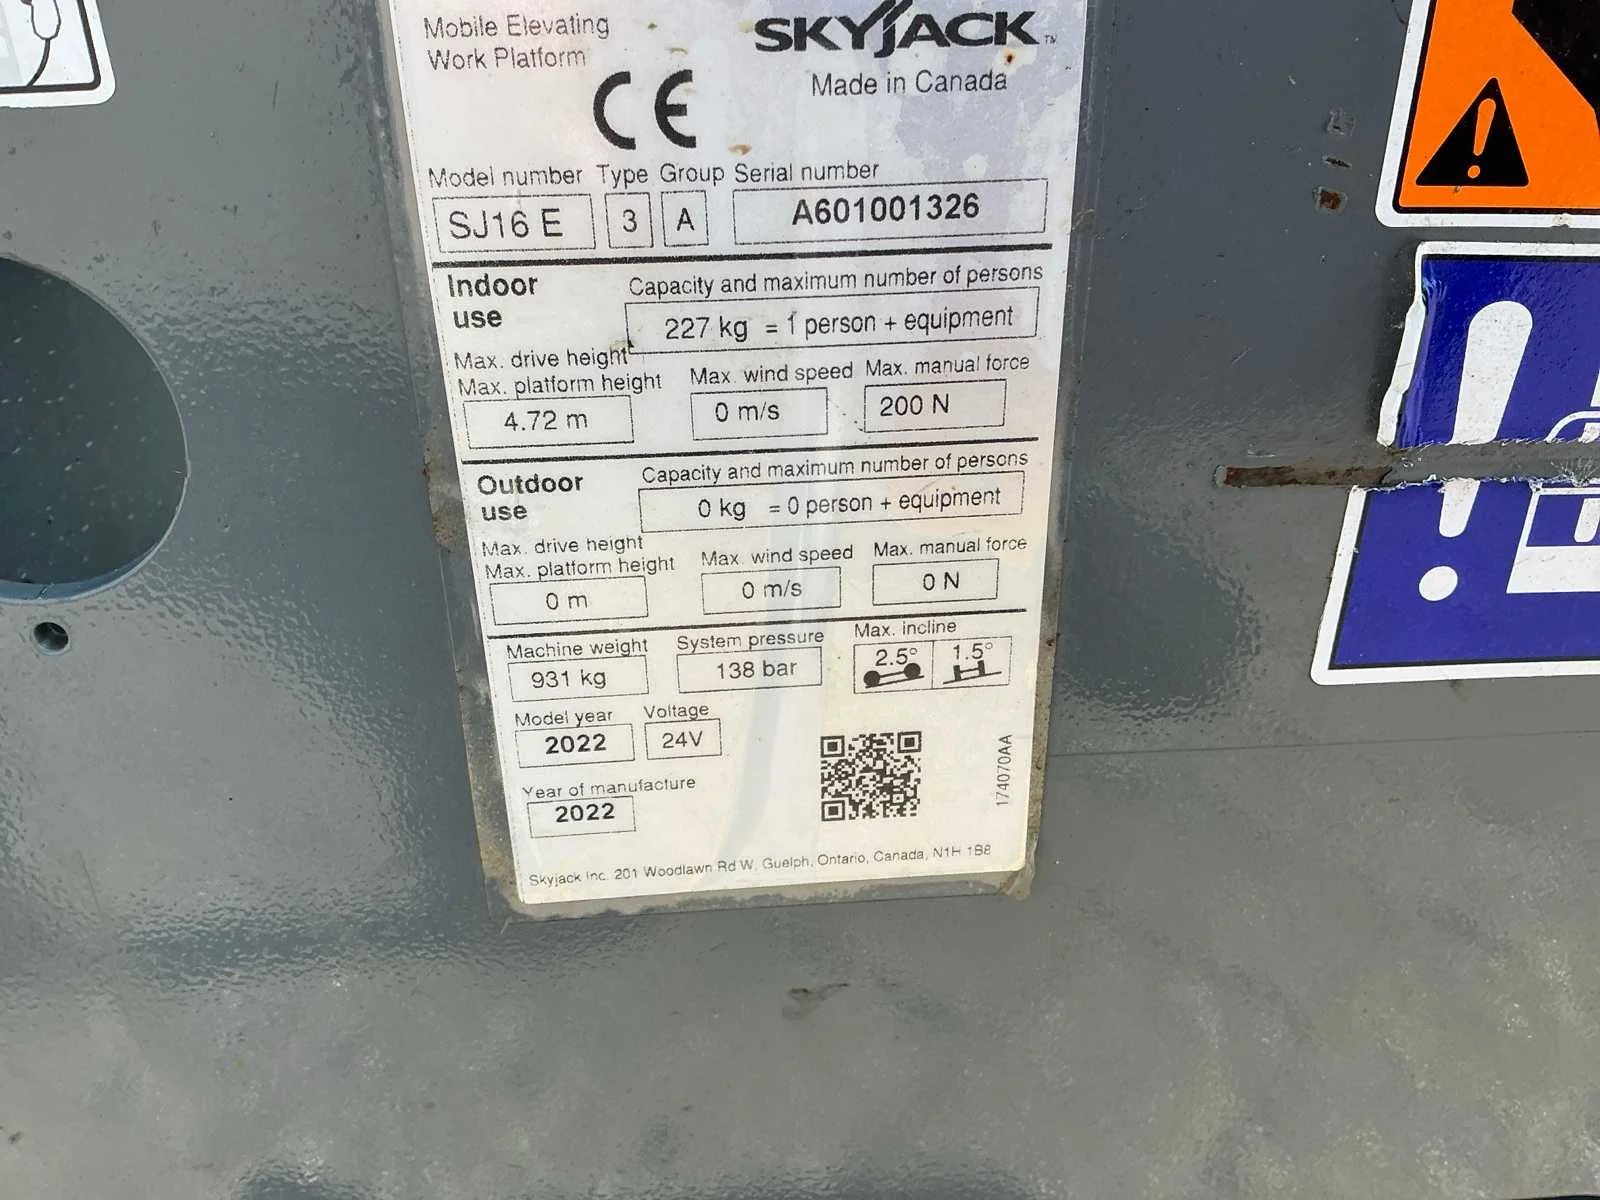 Mobile Elevating
Work Platform
SKYJACK™
Made in Canada
CE
Model number Type Group Serial number
SJ16 E 3 A A601001326
Indoor
use
Capacity and maximum number of persons
227 kg = 1 person + equipment
Max. drive height
Max. platform height Max. wind speed Max. manual force
4.72 m 0 m/s 200 N
Outdoor
use
Capacity and maximum number of persons
0 kg = 0 person + equipment
Max. drive height
Max. platform height Max. wind speed Max. manual force
0 m 0 m/s 0 N
Machine weight System pressure Max. incline
931 kg 138 bar 2.5° 1.5°
Model year Voltage
2022 24V
Year of manufacture
2022
174070AA
Skyjack Inc. 201 Woodlawn Rd W, Guelph, Ontario, Canada, N1H 1B8